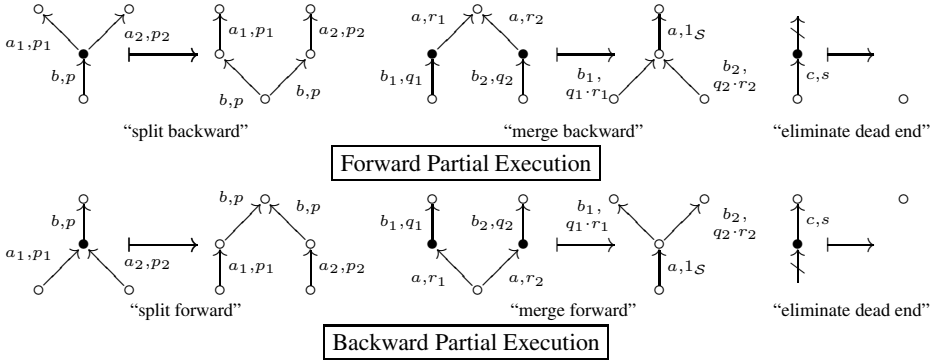 a₁,p₁ a₂,p₂ b,p a₁,p₁ a₂,p₂ b,p b,p
a,r₁ a,r₂ b₁,q₁ b₂,q₂ a,1_S b₁, q₁·r₁ b₂, q₂·r₂ c,s
“split backward” “merge backward” “eliminate dead end”
Forward Partial Execution
b,p a₁,p₁ a₂,p₂ b,p b,p a₁,p₁ a₂,p₂
b₁,q₁ b₂,q₂ a,r₁ a,r₂ b₁, q₁·r₁ b₂, q₂·r₂ a,1_S c,s
“split forward” “merge forward” “eliminate dead end”
Backward Partial Execution